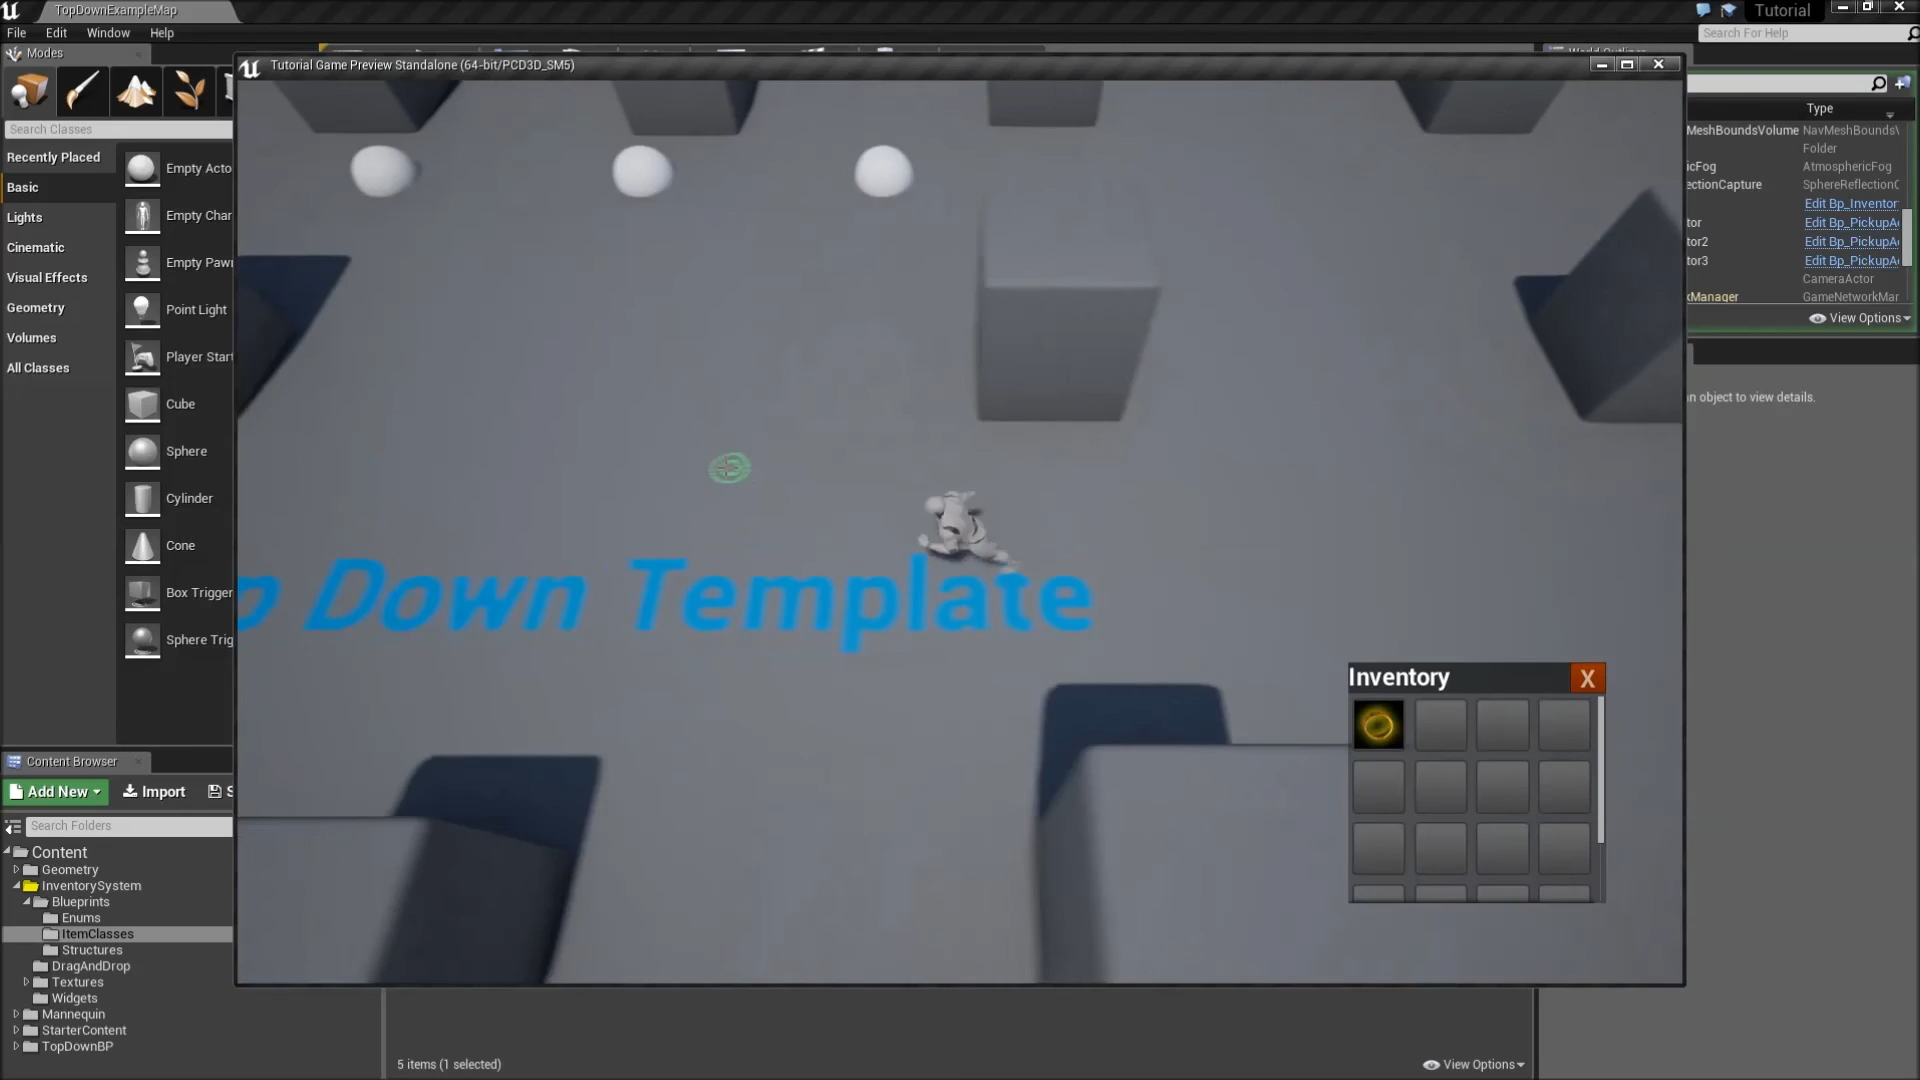 TopDownExampleMap
Tutorial
File Edit Window Help
Search For Help
Modes
Tutorial Game Preview Standalone (64-bit/PCD3D_SM5)
Search Classes
Type
Recently Placed
Basic
Lights
Cinematic
Visual Effects
Geometry
Volumes
All Classes
Empty Acto
Empty Char
Empty Pawn
Point Light
Player Start
Cube
Sphere
Cylinder
Cone
Box Trigger
Sphere Trig
MeshBoundsVolume NavMeshBounds
Folder
icFog AtmosphericFog
ectionCapture SphereReflectionC
Edit Bp_Inventor
tor Edit Bp_PickupA
tor2 Edit Bp_PickupA
tor3 Edit Bp_PickupA
CameraActor
kManager GameNetworkMar
View Options
n object to view details.
p Down Template
Inventory X
Content Browser
Add New Import S
Search Folders
Content
Geometry
InventorySystem
Blueprints
Enums
ItemClasses
Structures
DragAndDrop
Textures
Widgets
Mannequin
StarterContent
TopDownBP
5 items (1 selected)
View Options